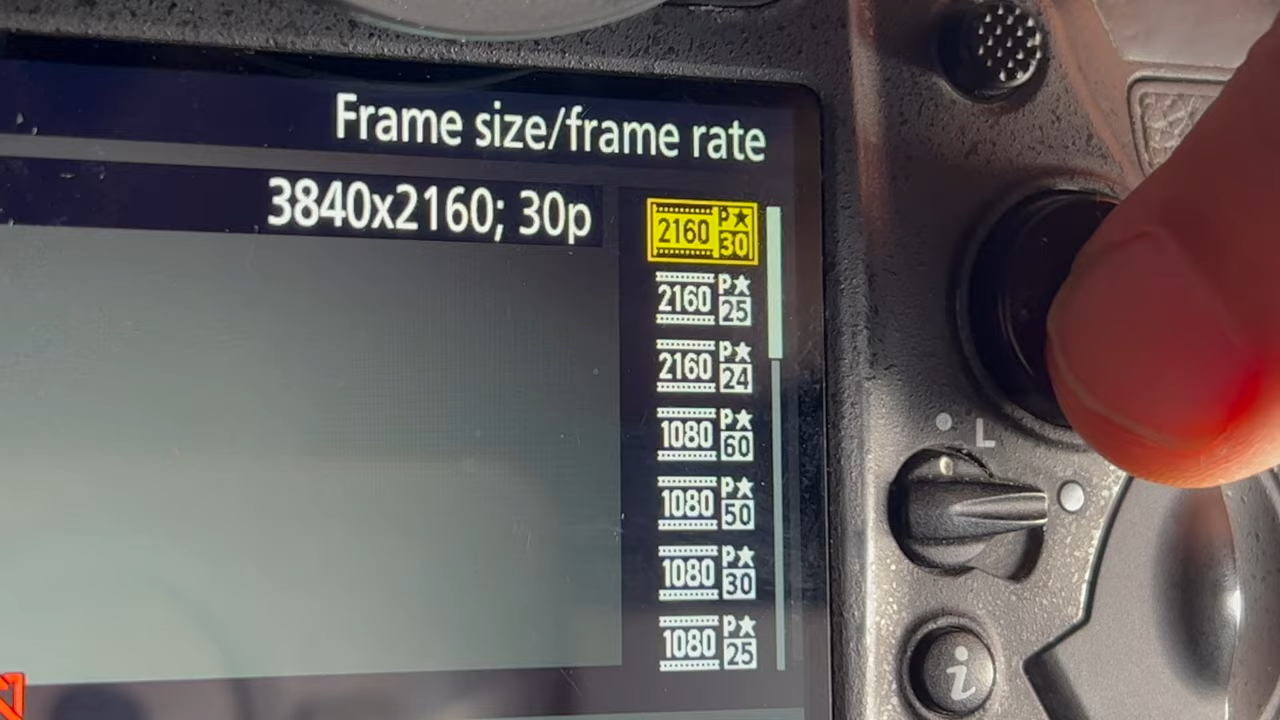 Frame size/frame rate
3840x2160; 30p
2160 P★ 30
2160 P★ 25
2160 P★ 24
1080 P★ 60
1080 P★ 50
1080 P★ 30
1080 P★ 25
L
i